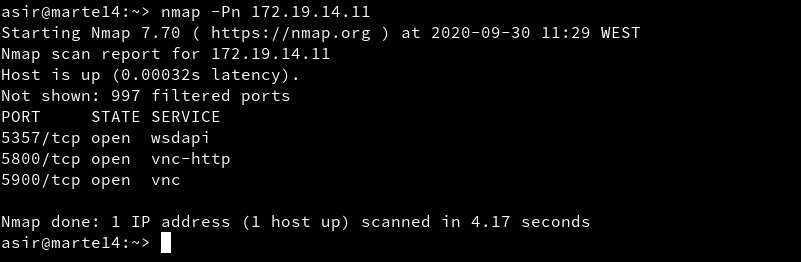 asir@martel4:~> nmap -Pn 172.19.14.11
Starting Nmap 7.70 ( https://nmap.org ) at 2020-09-30 11:29 WEST
Nmap scan report for 172.19.14.11
Host is up (0.00032s latency).
Not shown: 997 filtered ports
PORT     STATE SERVICE
5357/tcp open  wsdapi
5800/tcp open  vnc-http
5900/tcp open  vnc

Nmap done: 1 IP address (1 host up) scanned in 4.17 seconds
asir@martel4:~>